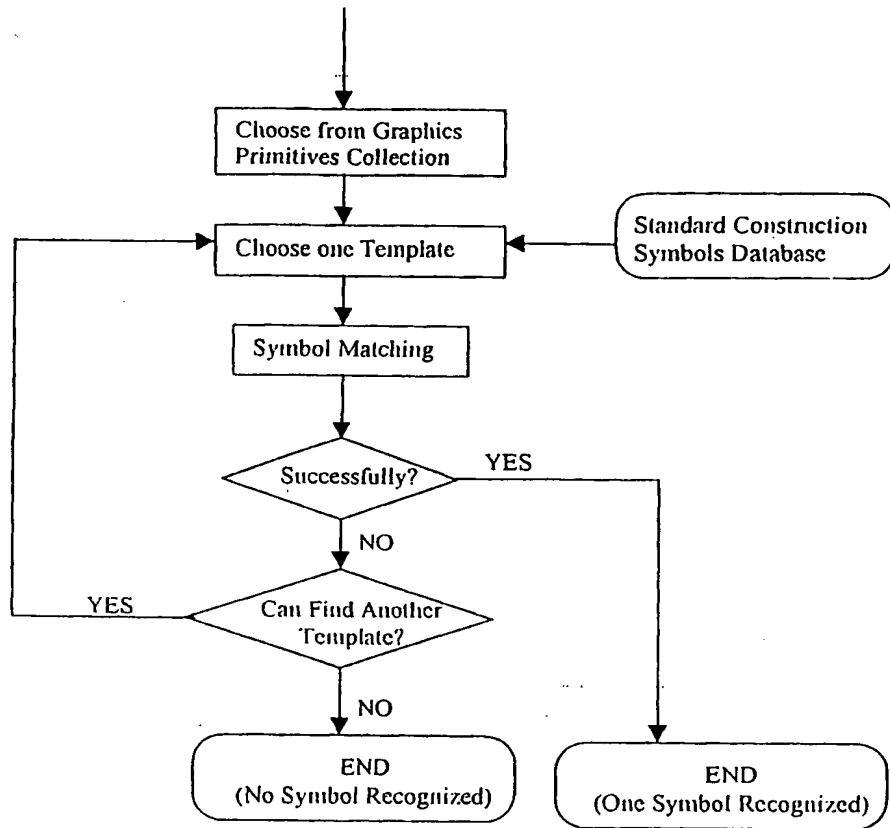 Choose from Graphics
Primitives Collection
Choose one Template
Standard Construction
Symbols Database
Symbol Matching
Successfully?
YES
NO
YES
Can Find Another
Template?
NO
END
(No Symbol Recognized)
END
(One Symbol Recognized)